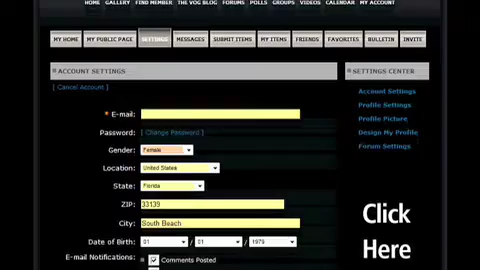 HOME GALLERY FIND MEMBER THE VOG BLOG FORUMS POLLS GROUPS VIDEOS CALENDAR MY ACCOUNT
MY HOME MY PUBLIC PAGE SETTINGS MESSAGES SUBMIT ITEMS MY ITEMS FRIENDS FAVORITES BULLETIN INVITE
ACCOUNT SETTINGS
[ Cancel Account ]
* E-mail:
Password: [ Change Password ]
Gender: Female
Location: United States
State: Florida
ZIP: 33139
City: South Beach
Date of Birth: 01 / 01 / 1979
E-mail Notifications: Comments Posted
SETTINGS CENTER
Account Settings
Profile Settings
Profile Picture
Design My Profile
Forum Settings
Click
Here